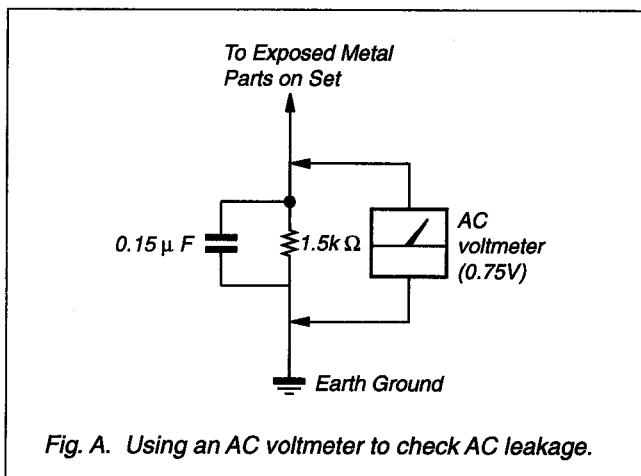 To Exposed Metal
Parts on Set
0.15 μ F
1.5k Ω
AC
voltmeter
(0.75V)
Earth Ground
Fig. A. Using an AC voltmeter to check AC leakage.